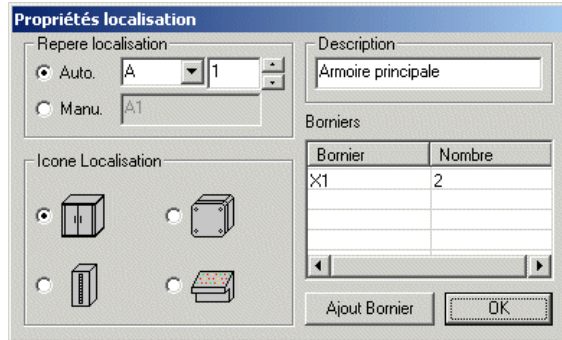 Propriétés localisation
Repere localisation
Auto.
A
1
Manu.
A1
Icone Localisation
Description
Armoire principale
Borniers
Bornier Nombre
X1 2
Ajout Bornier
OK